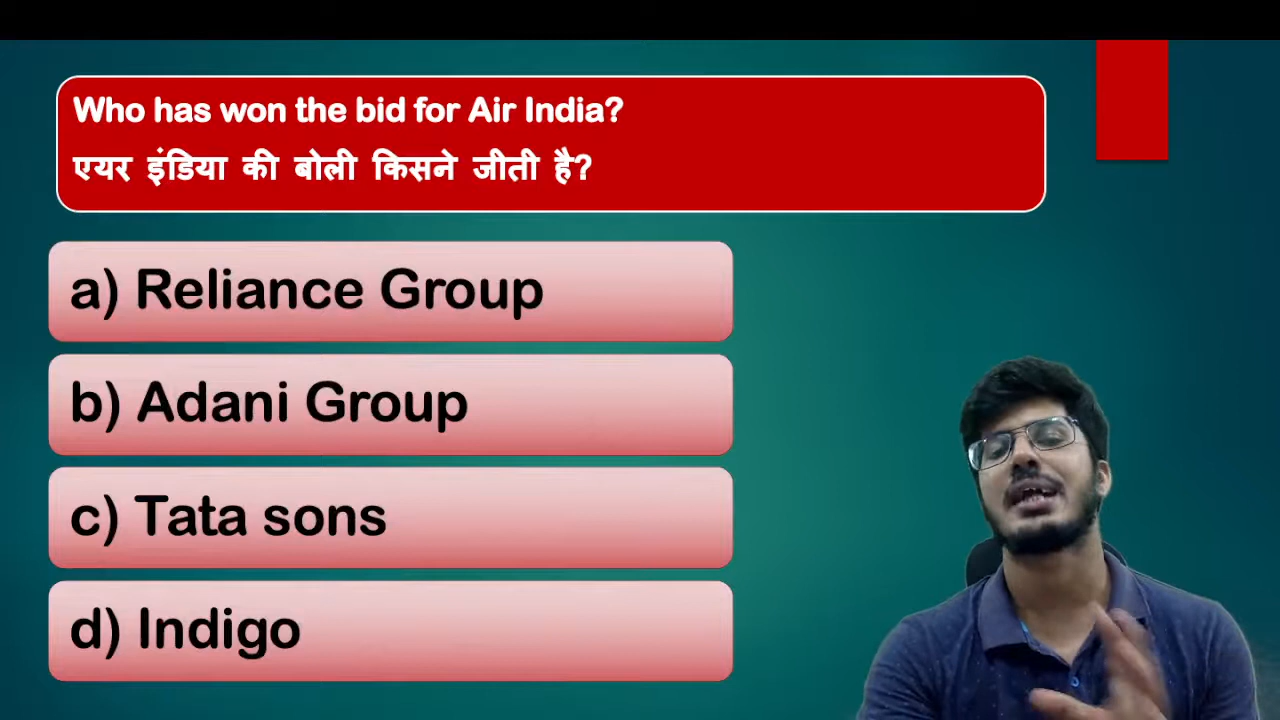 Who has won the bid for Air India?
एयर इंडिया की बोली किसने जीती है?
a) Reliance Group
b) Adani Group
c) Tata sons
d) Indigo